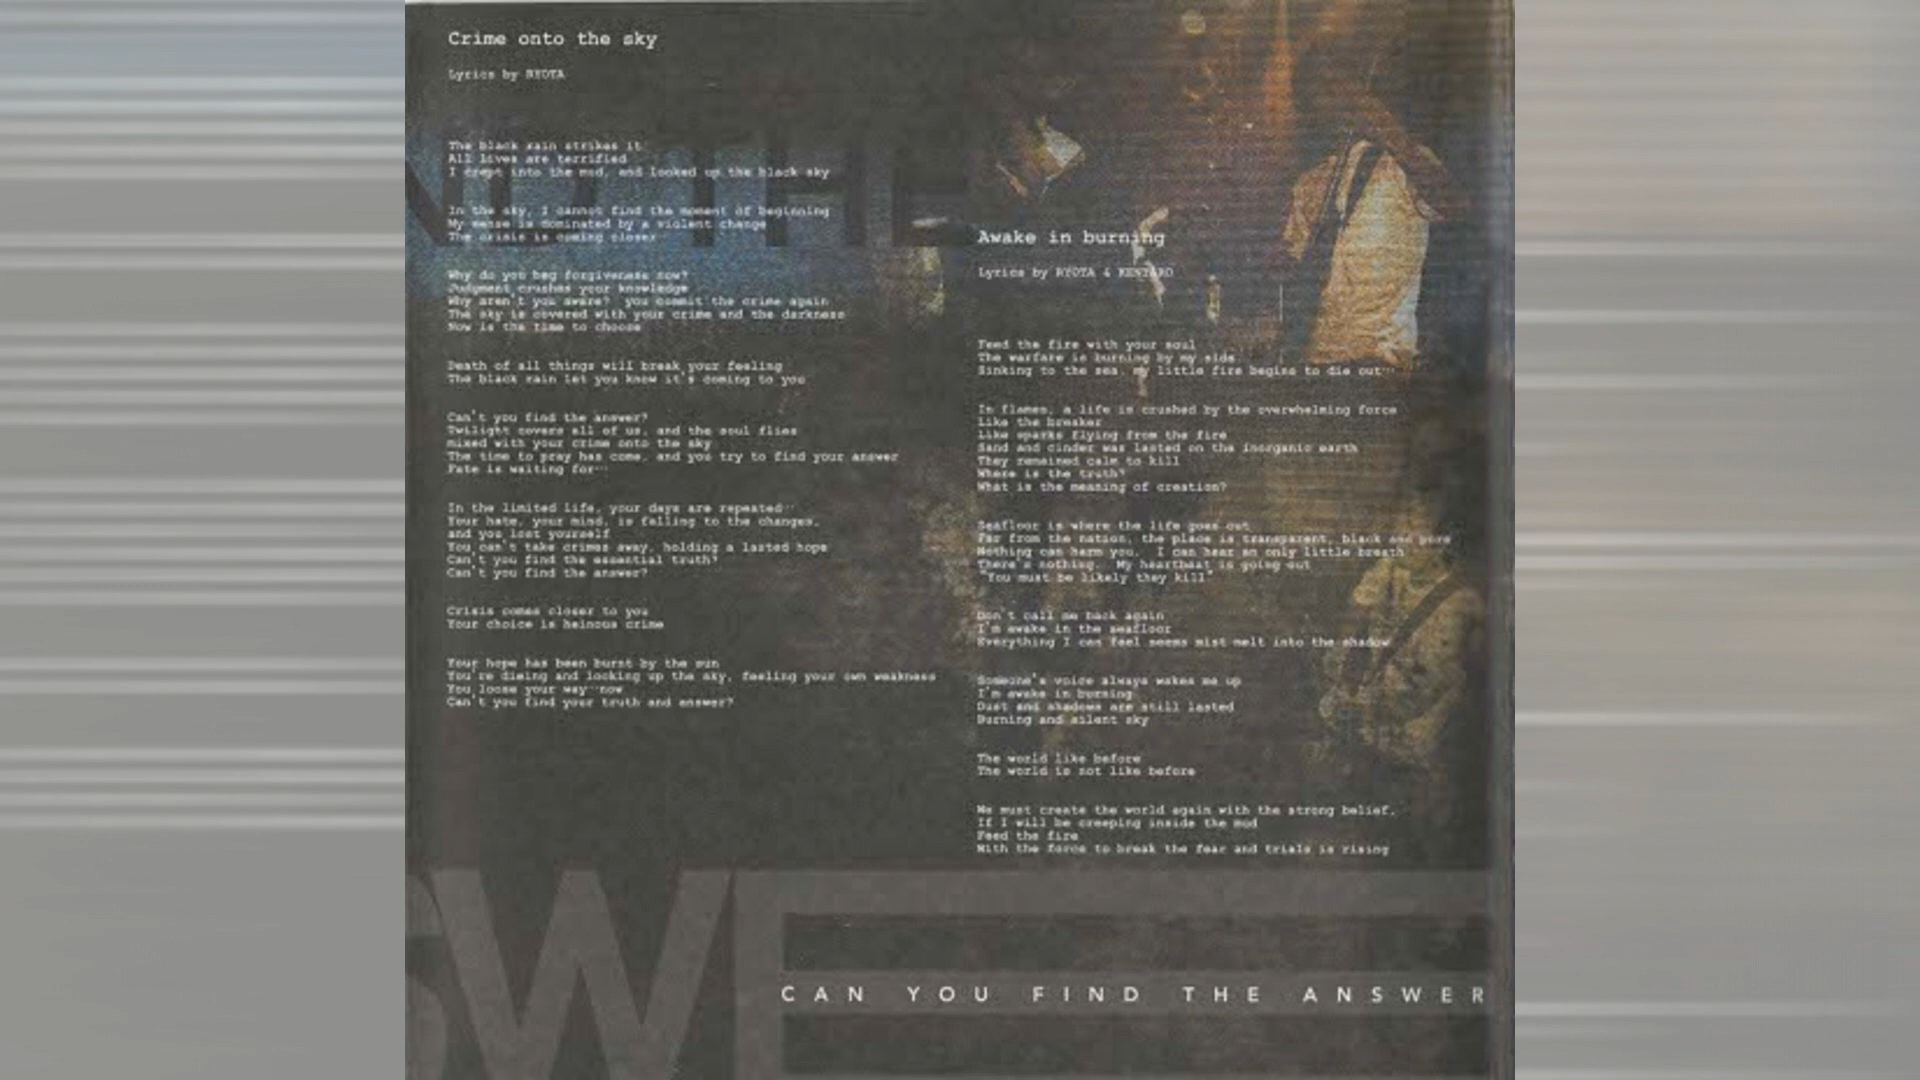 Crime onto the sky
Lyrics by RYOTA
The black rain strikes it
All lives are terrified
I crept into the mud, and looked up the black sky
In the sky, I cannot find the moment of beginning
My sense is dominated by a violent change
The crisis is coming closer
Why do you beg forgiveness now?
Judgment crushes your knowledge
Why aren't you aware?  you commit the crime again
The sky is covered with your crime and the darkness
Now is the time to choose
Death of all things will break your feeling
The black rain let you know it's coming to you
Can't you find the answer?
Twilight covers all of us, and the soul flies
mixed with your crime onto the sky
The time to pray has come, and you try to find your answer
Fate is waiting for…
In the limited life, your days are repeated…
Your hate, your mind, is falling to the changes,
and you lost yourself
You can't take crimes away, holding a lasted hope
Can't you find the essential truth?
Can't you find the answer?
Crisis comes closer to you
Your choice is heinous crime
Your hope has been burnt by the sun
You're dieing and looking up the sky, feeling your own weakness
You loose your way…now
Can't you find your truth and answer?
Awake in burning
Lyrics by RYOTA & KENTARO
Feed the fire with your soul
The warfare is burning by my side
Sinking to the sea, my little fire begins to die out…
In flames, a life is crushed by the overwhelming force
Like the breaker
Like sparks flying from the fire
Sand and cinder was lasted on the inorganic earth
They remained calm to kill
Where is the truth?
What is the meaning of creation?
Seafloor is where the life goes out
Far from the nation, the place is transparent, black and pure
Nothing can harm you.  I can hear an only little breath
There's nothing.  My heartbeat is going out
"You must be likely they kill"
Don't call me back again
I'm awake in the seafloor
Everything I can feel seems mist melt into the shadow
Someone's voice always wakes me up
I'm awake in burning
Dust and shadows are still lasted
Burning and silent sky
The world like before
The world is not like before
We must create the world again with the strong belief.
If I will be creeping inside the mud
Feed the fire
With the force to break the fear and trials is rising
CAN YOU FIND THE ANSWER